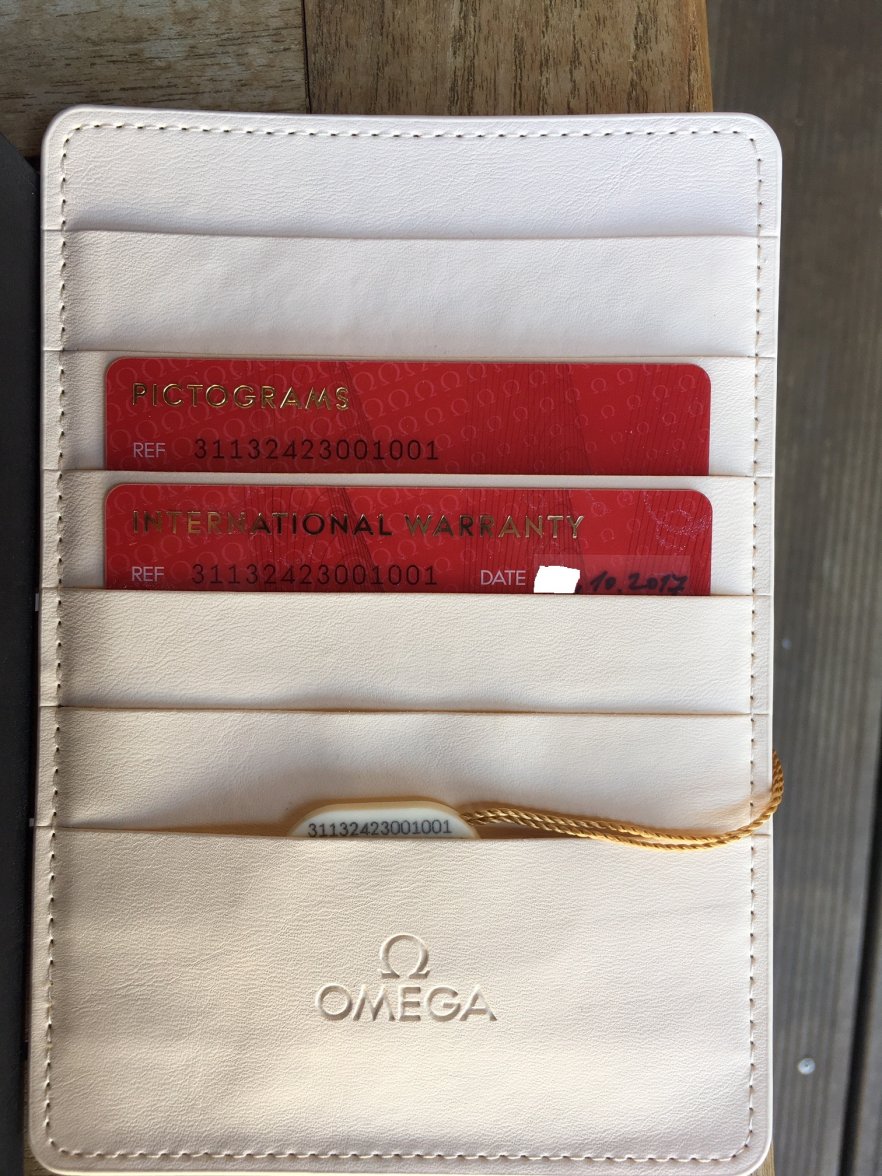 PICTOGRAMS
REF 31132423001001
INTERNATIONAL WARRANTY
REF 31132423001001 DATE .10.2017
31132423001001
Ω
OMEGA